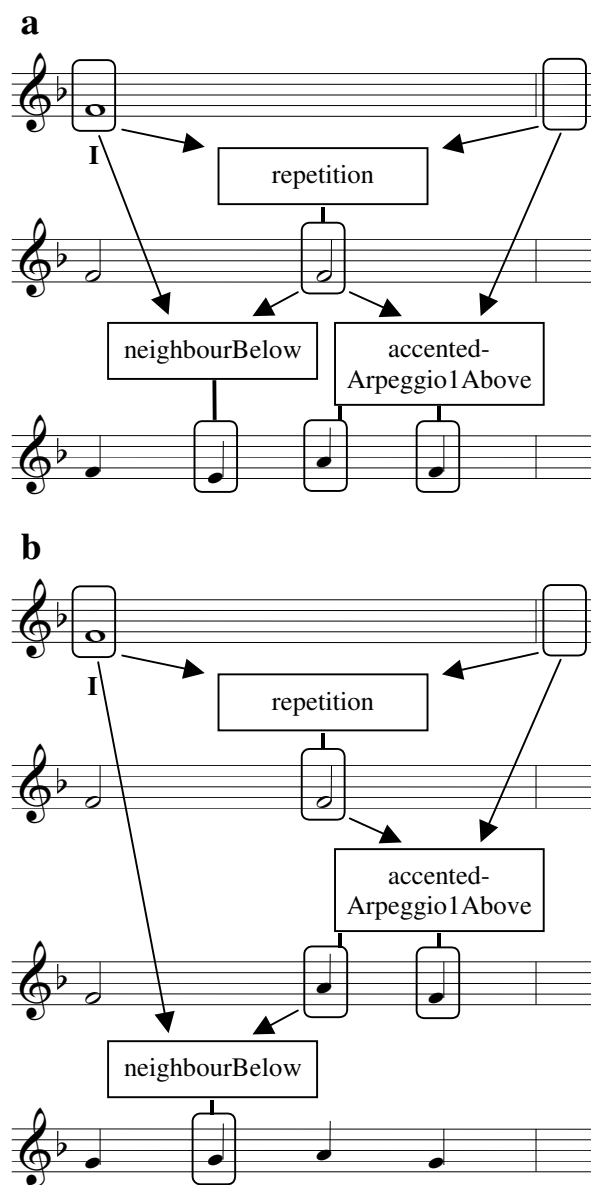 a
I
repetition
neighbourBelow
accented-
Arpeggio1Above
b
I
repetition
accented-
Arpeggio1Above
neighbourBelow